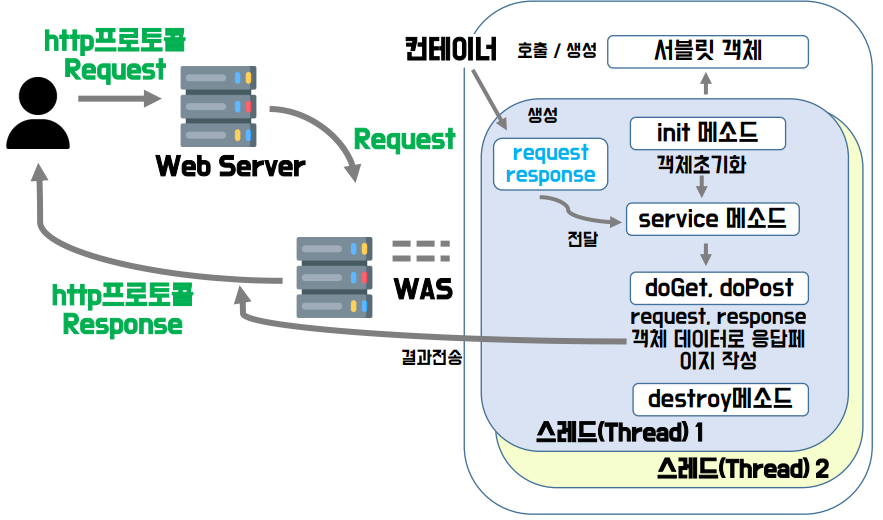 http프로토콜
Request
Web Server
Request
WAS
http프로토콜
Response
결과전송
컨테이너
호출 / 생성
서블릿 객체
생성
request
response
init 메소드
객체초기화
service 메소드
전달
doGet, doPost
request, response
객체 데이터로 응답페
이지 작성
destroy메소드
스레드(Thread) 1
스레드(Thread) 2